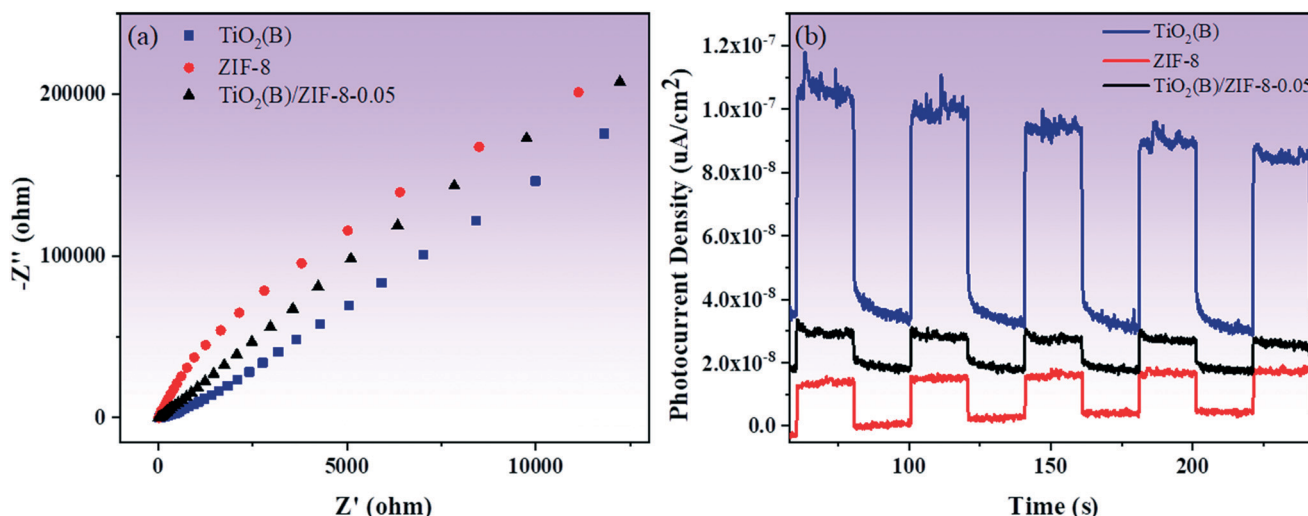 (a)
TiO₂(B)
ZIF-8
TiO₂(B)/ZIF-8-0.05
200000
100000
0
-Z''(ohm)
0
5000
10000
Z' (ohm)
(b)
TiO₂(B)
ZIF-8
TiO₂(B)/ZIF-8-0.05
1.2x10⁻⁷
1.0x10⁻⁷
8.0x10⁻⁸
6.0x10⁻⁸
4.0x10⁻⁸
2.0x10⁻⁸
0.0
Photocurrent Density (uA/cm²)
100
150
200
Time (s)